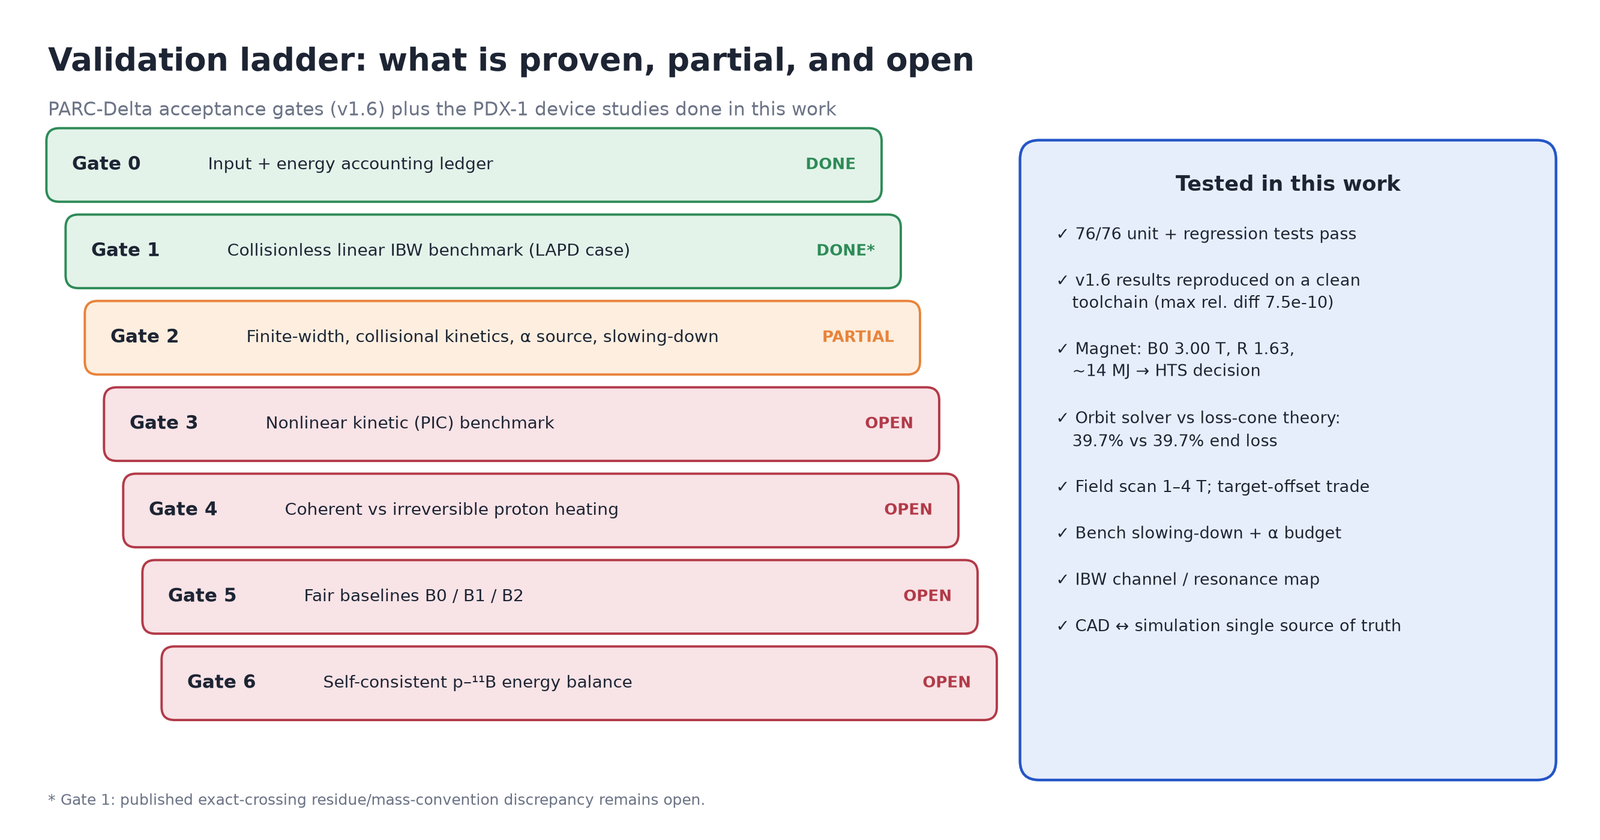 Validation ladder: what is proven, partial, and open
PARC-Delta acceptance gates (v1.6) plus the PDX-1 device studies done in this work
Gate 0 Input + energy accounting ledger DONE
Gate 1 Collisionless linear IBW benchmark (LAPD case) DONE*
Gate 2 Finite-width, collisional kinetics, α source, slowing-down PARTIAL
Gate 3 Nonlinear kinetic (PIC) benchmark OPEN
Gate 4 Coherent vs irreversible proton heating OPEN
Gate 5 Fair baselines B0 / B1 / B2 OPEN
Gate 6 Self-consistent p–¹¹B energy balance OPEN
Tested in this work
✓ 76/76 unit + regression tests pass
✓ v1.6 results reproduced on a clean
toolchain (max rel. diff 7.5e-10)
✓ Magnet: B0 3.00 T, R 1.63,
~14 MJ → HTS decision
✓ Orbit solver vs loss-cone theory:
39.7% vs 39.7% end loss
✓ Field scan 1–4 T; target-offset trade
✓ Bench slowing-down + α budget
✓ IBW channel / resonance map
✓ CAD ↔ simulation single source of truth
* Gate 1: published exact-crossing residue/mass-convention discrepancy remains open.